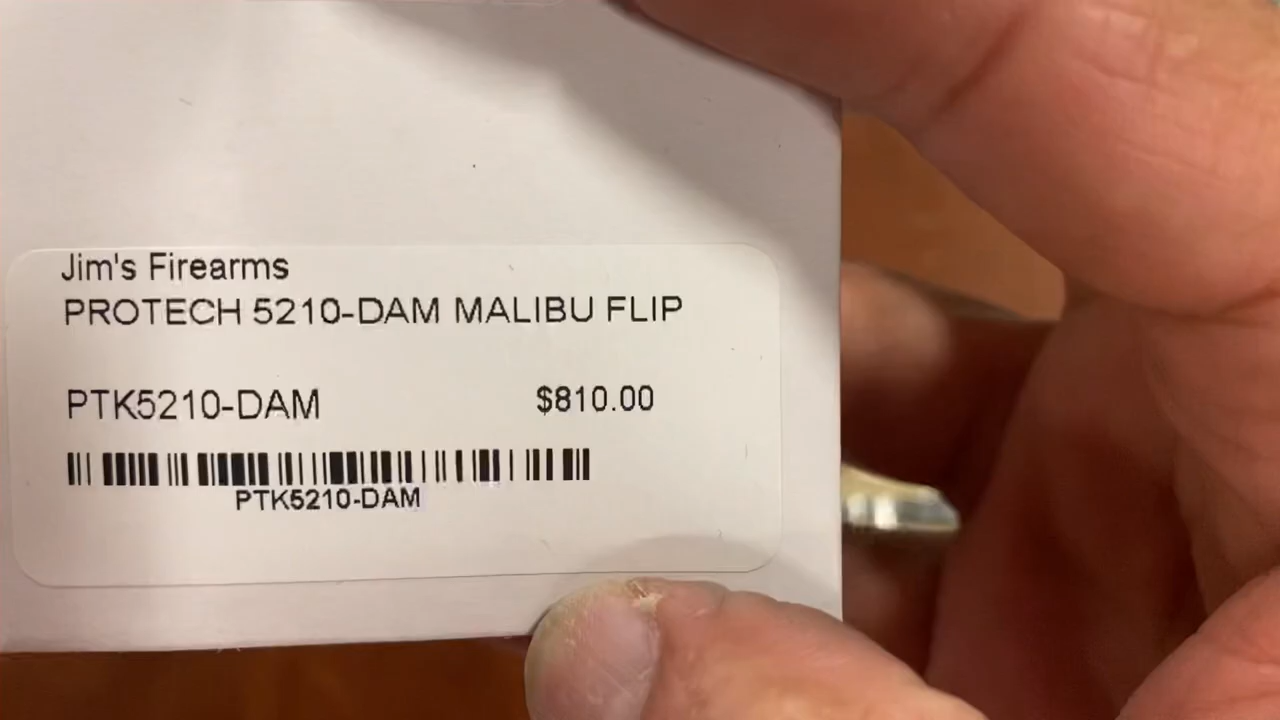 Jim's Firearms
PROTECH 5210-DAM MALIBU FLIP
PTK5210-DAM $810.00
PTK5210-DAM